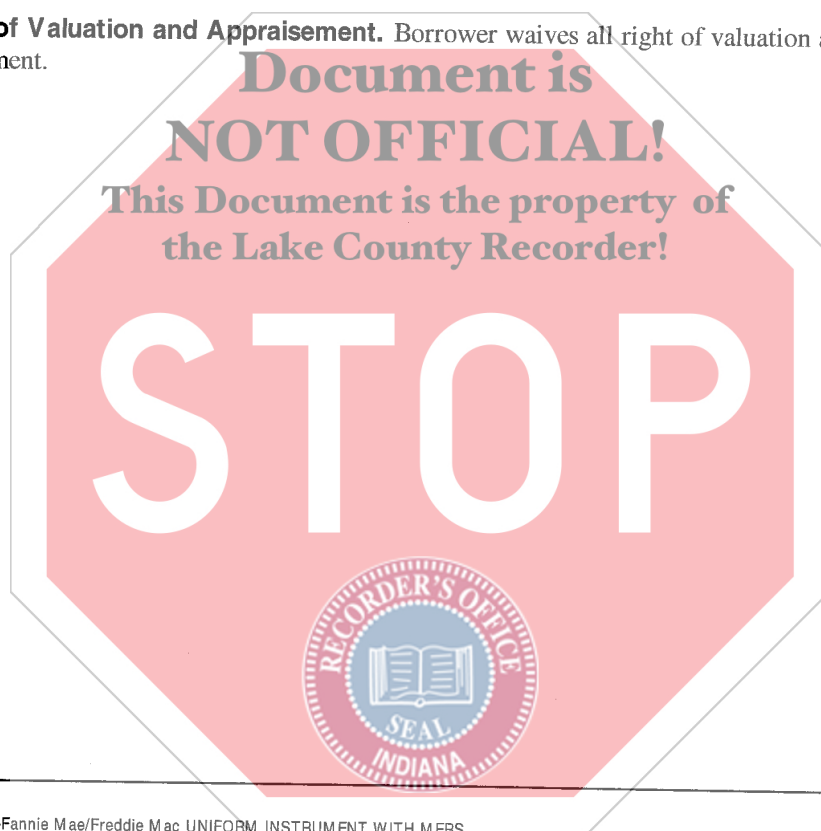 of Valuation and Appraisement. Borrower waives all right of valuation
ment.
Document is
NOT OFFICIAL!
This Document is the property of
the Lake County Recorder!
STOP
RECORDER'S OFFICE
SEAL
INDIANA
Fannie Mae/Freddie Mac UNIFORM INSTRUMENT WITH MERS